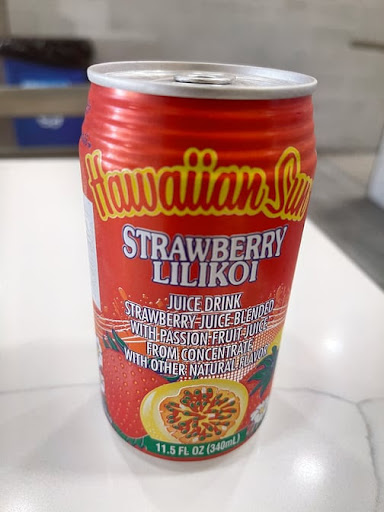 Hawaiian Sun
STRAWBERRY
LILIKOI
JUICE DRINK
STRAWBERRY JUICE BLENDED
WITH PASSION FRUIT JUICE
FROM CONCENTRATE
WITH OTHER NATURAL FLAVOR
11.5 FL OZ (340mL)